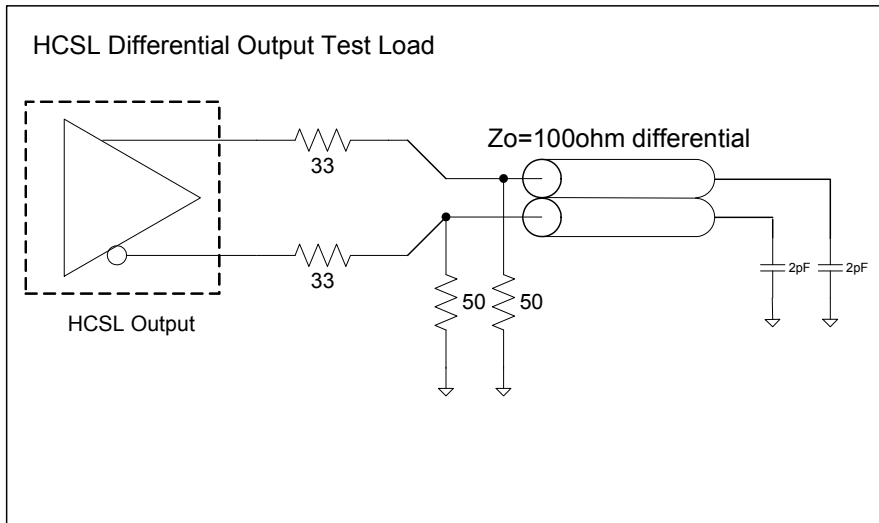 HCSL Differential Output Test Load
Zo=100ohm differential
33
33
50
50
2pF
2pF
HCSL Output